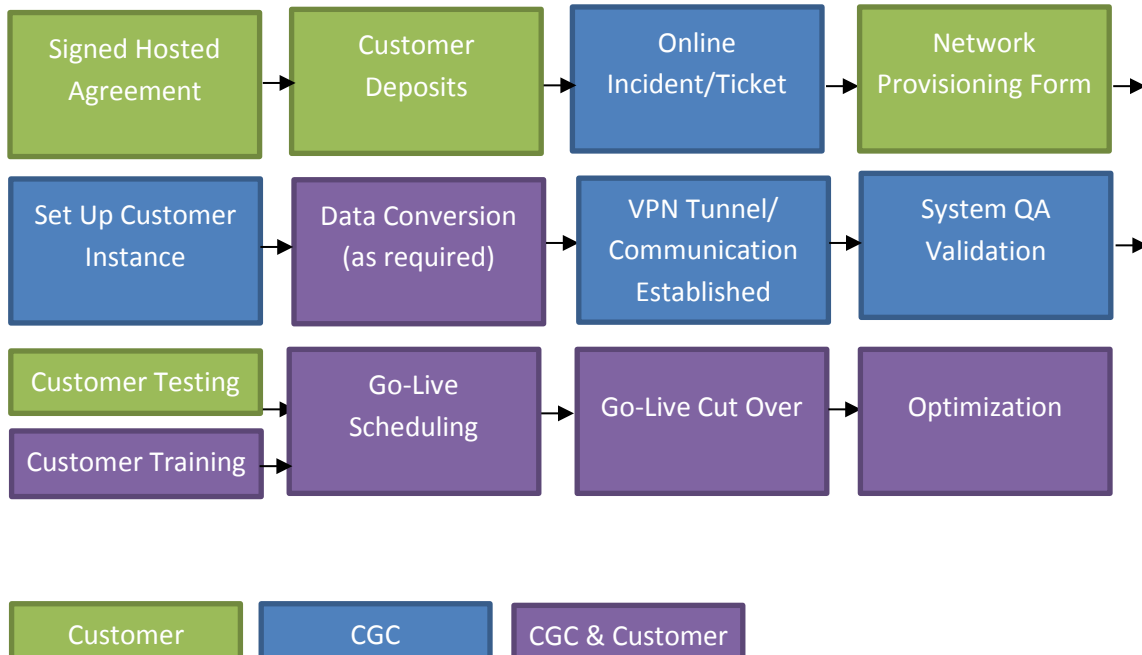 Signed Hosted
Agreement
Customer
Deposits
Online
Incident/Ticket
Network
Provisioning Form
Set Up Customer
Instance
Data Conversion
(as required)
VPN Tunnel/
Communication
Established
System QA
Validation
Customer Testing
Customer Training
Go-Live
Scheduling
Go-Live Cut Over
Optimization
Customer
CGC
CGC & Customer